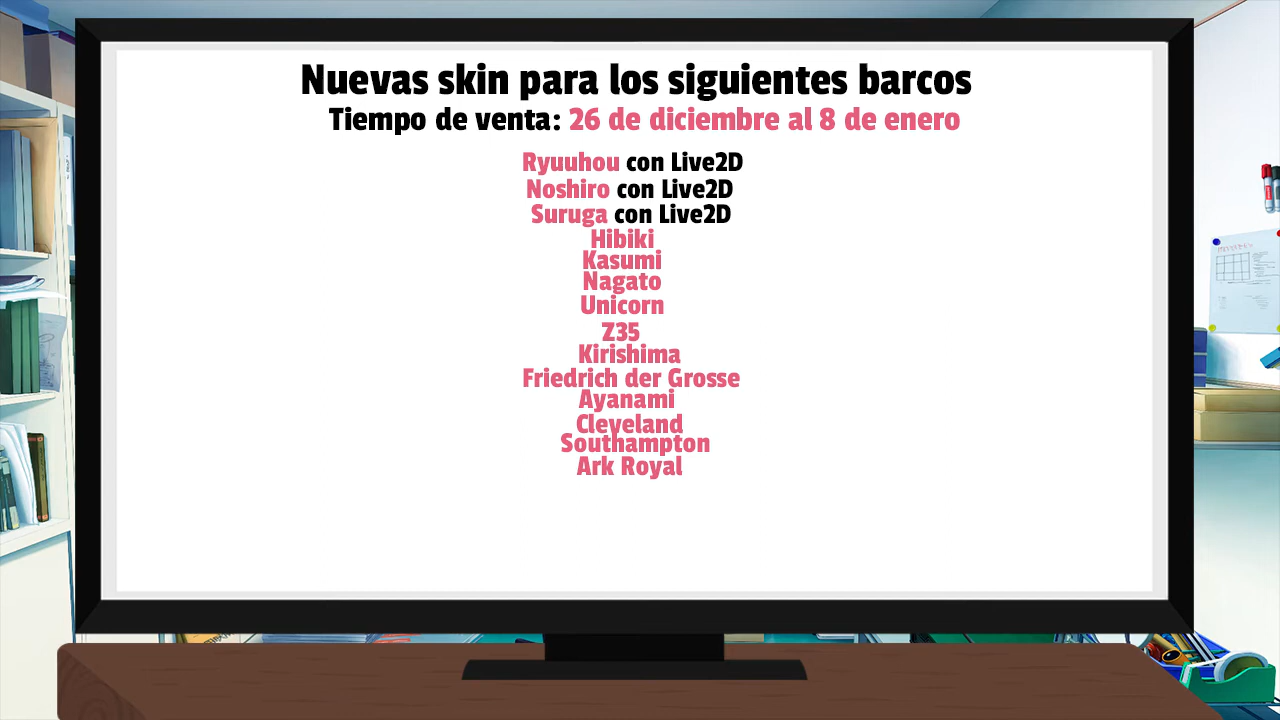 Nuevas skin para los siguientes barcos
Tiempo de venta: 26 de diciembre al 8 de enero
Ryuuhou con Live2D
Noshiro con Live2D
Suruga con Live2D
Hibiki
Kasumi
Nagato
Unicorn
Z35
Kirishima
Friedrich der Grosse
Ayanami
Cleveland
Southampton
Ark Royal